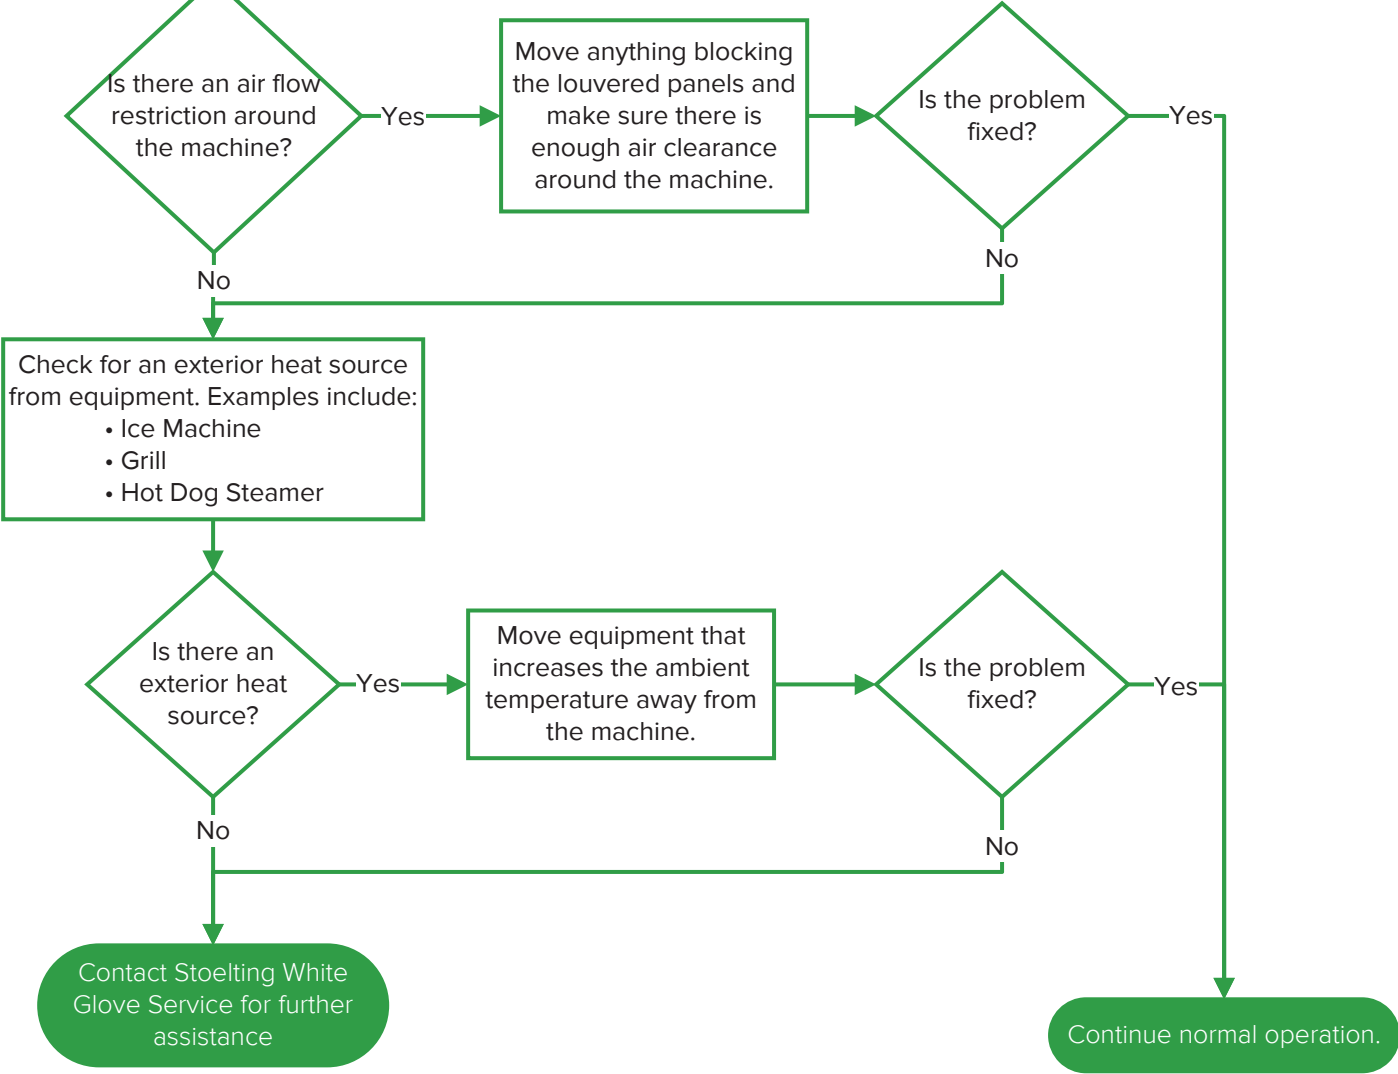 Is there an air flow
restriction around
the machine?
Yes
Move anything blocking
the louvered panels and
make sure there is
enough air clearance
around the machine.
Is the problem
fixed?
Yes
No
No
Check for an exterior heat source
from equipment. Examples include:
• Ice Machine
• Grill
• Hot Dog Steamer
Is there an
exterior heat
source?
Yes
Move equipment that
increases the ambient
temperature away from
the machine.
Is the problem
fixed?
Yes
No
No
Contact Stoelting White
Glove Service for further
assistance
Continue normal operation.